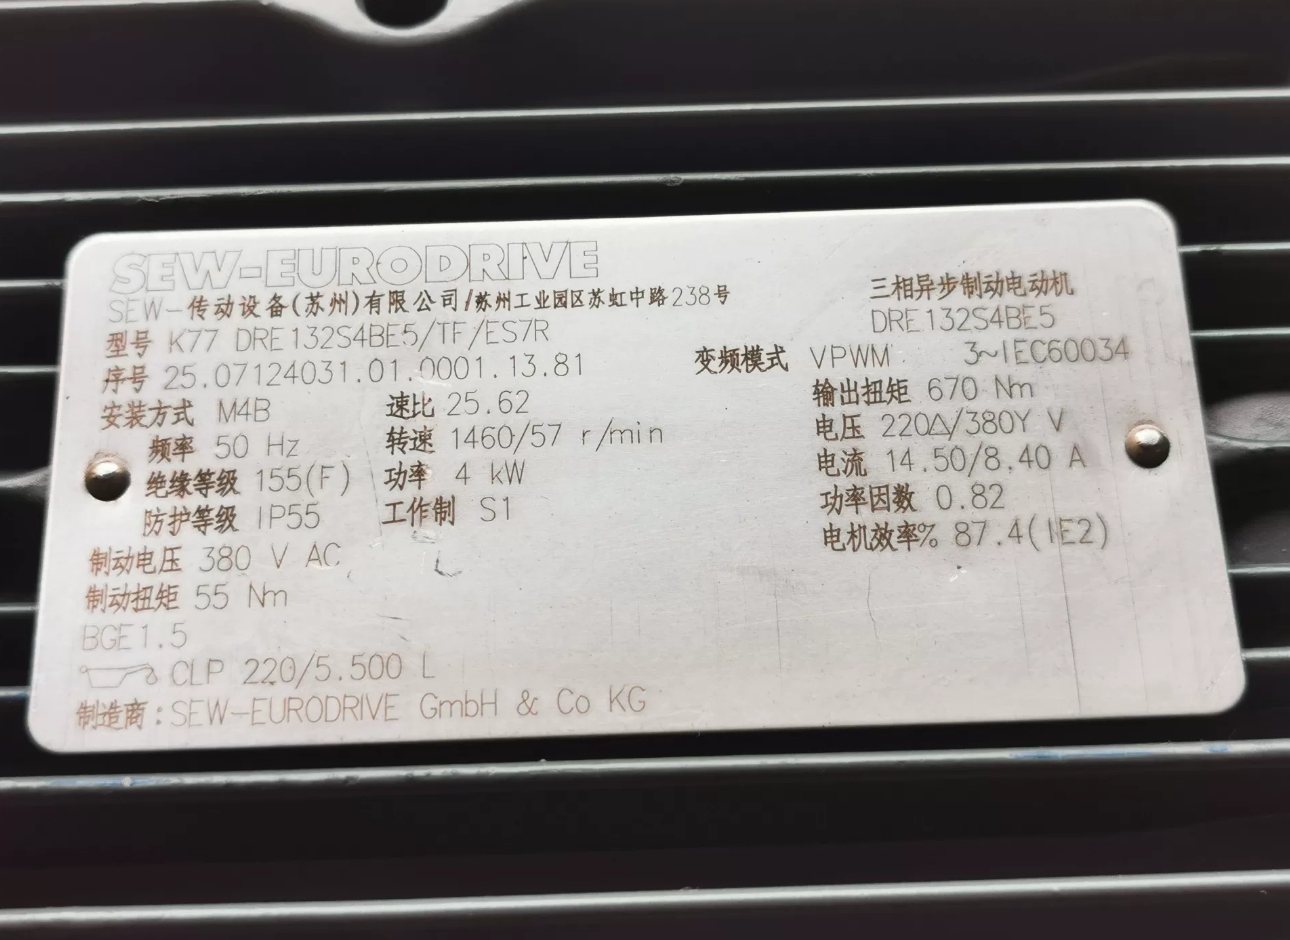 SEW-EURODRIVE
SEW-传动设备(苏州)有限公司/苏州工业园区苏虹中路238号 三相异步制动电动机
型号 K77 DRE132S4BE5/TF/ES7R DRE132S4BE5
序号 25.07124031.01.0001.13.81 变频模式 VPWM 3~IEC60034
安装方式 M4B 速比 25.62 输出扭矩 670 Nm
频率 50 Hz 转速 1460/57 r/min 电压 220Δ/380Y V
绝缘等级 155(F) 功率 4 kW 电流 14.50/8.40 A
防护等级 IP55 工作制 S1 功率因数 0.82
制动电压 380 V AC 电机效率% 87.4(IE2)
制动扭矩 55 Nm
BGE1.5
CLP 220/5.500 L
制造商:SEW-EURODRIVE GmbH & Co KG